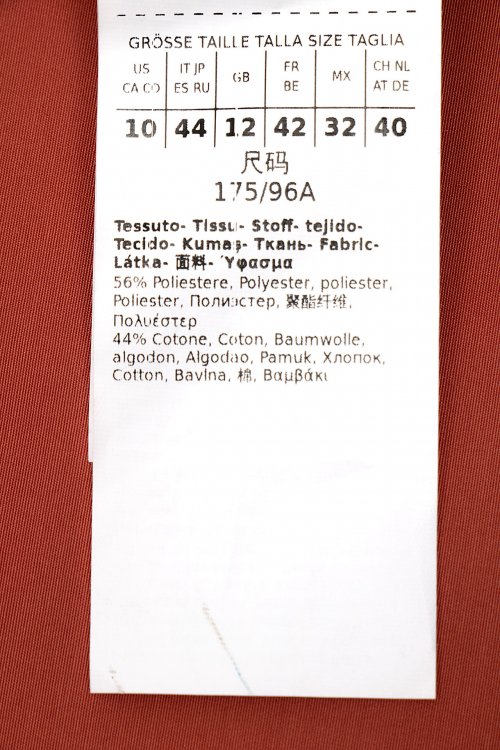 GRÖSSE TAILLE TALLA SIZE TAGLIA
US CA CO | IT JP ES RU | GB | FR BE | MX | CH NL AT DE
10 | 44 | 12 | 42 | 32 | 40
尺码
175/96A
Tessuto- Tissu- Stoff- tejido-
Tecido- Kumaş- Ткань- Fabric-
Látka- 面料- Ύφασμα
56% Poliestere, Polyester, poliester,
Poliester, Полиэстер, 聚酯纤维,
Πολυέστερ
44% Cotone, Coton, Baumwolle,
algodon, Algodao, Pamuk, Хлопок,
Cotton, Bavlna, 棉, Βαμβάκι